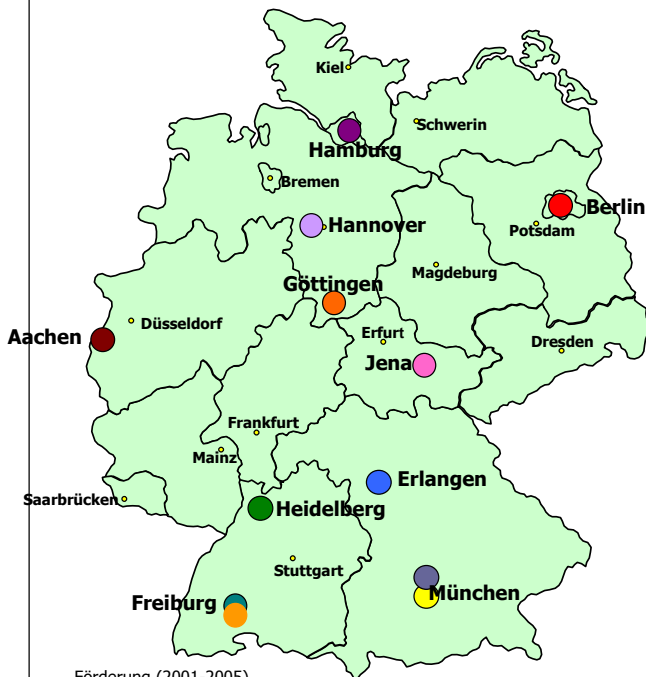 Kiel
Schwerin
Hamburg
Bremen
Berlin
Hannover
Potsdam
Magdeburg
Göttingen
Düsseldorf
Erfurt
Aachen
Dresden
Jena
Frankfurt
Mainz
Erlangen
Saarbrücken
Heidelberg
Stuttgart
München
Freiburg
Förderung (2001-2005)